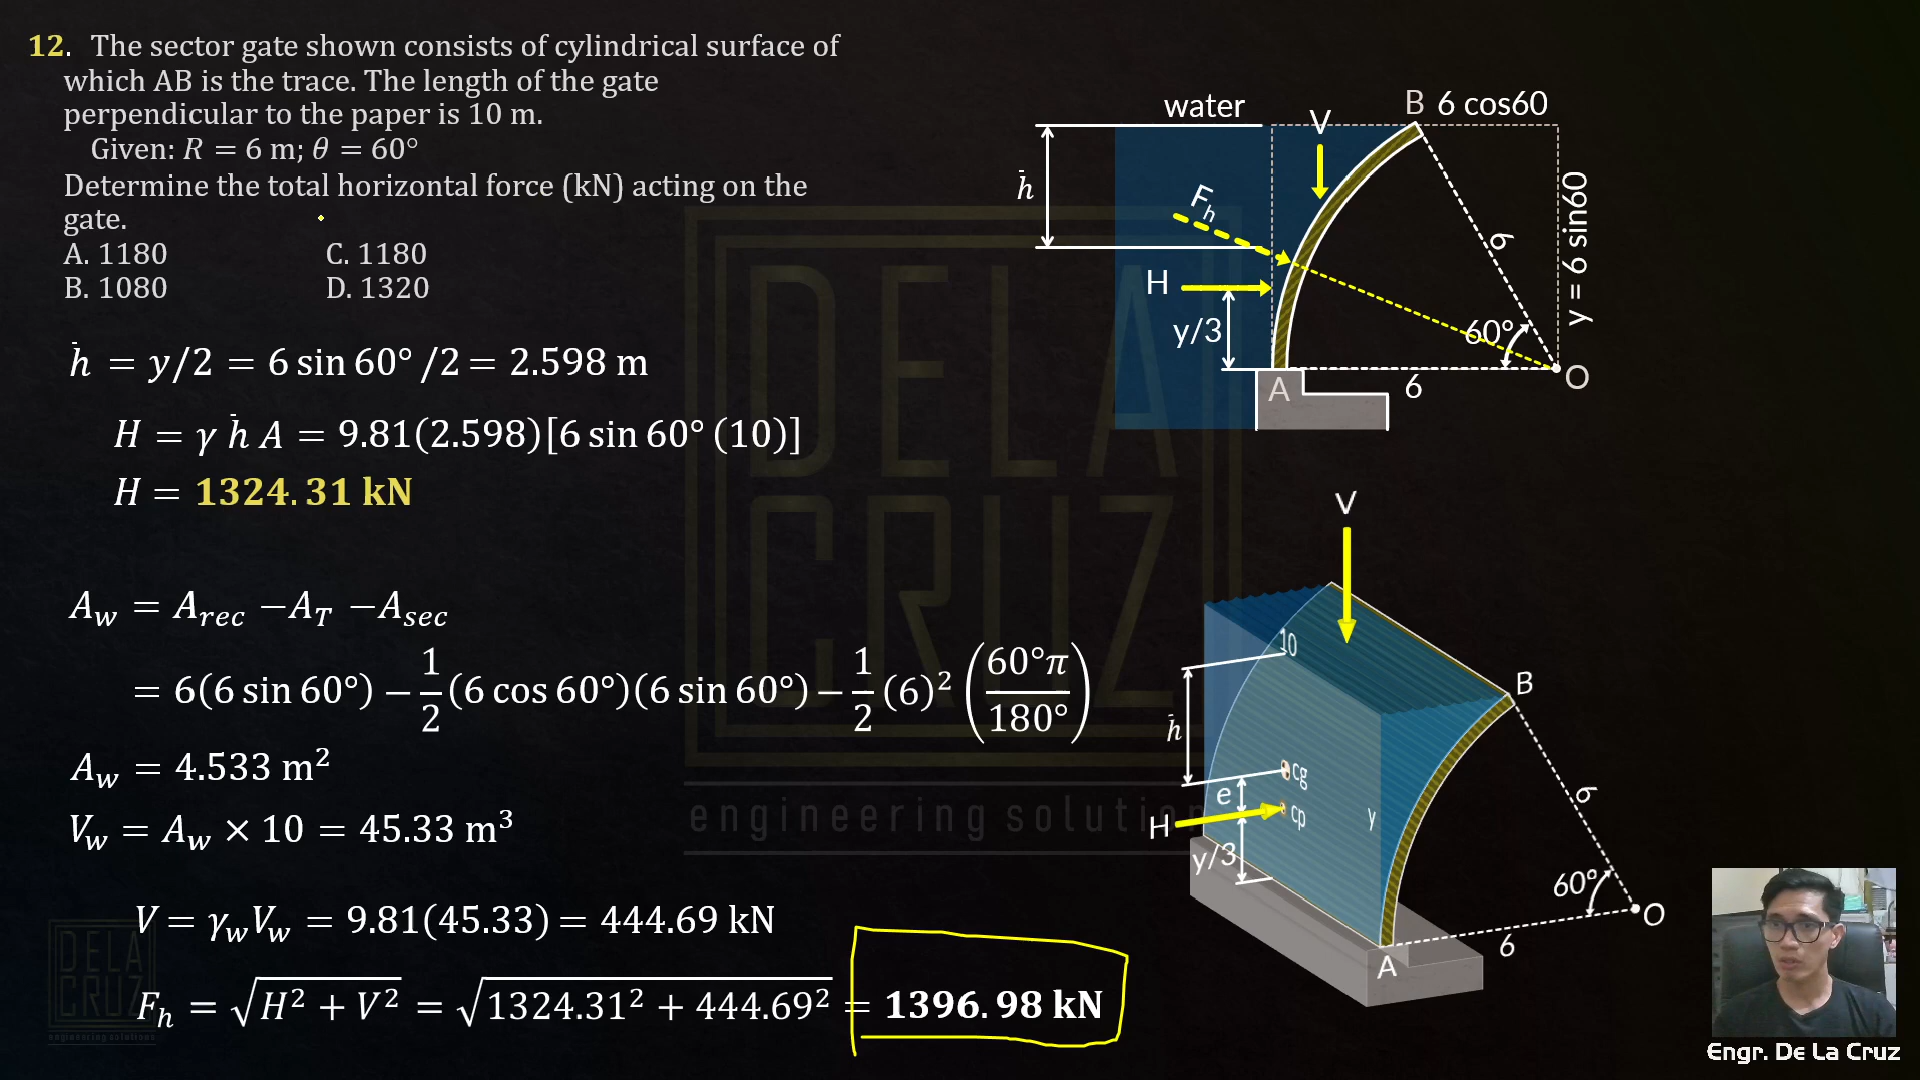 12. The sector gate shown consists of cylindrical surface of
which AB is the trace. The length of the gate
perpendicular to the paper is 10 m.
Given: R = 6 m; θ = 60°
Determine the total horizontal force (kN) acting on the
gate.
A. 1180 C. 1180
B. 1080 D. 1320
h̄ = y/2 = 6 sin 60° /2 = 2.598 m
H = γ h̄ A = 9.81(2.598)[6 sin 60° (10)]
H = 1324.31 kN
A_w = A_rec − A_T − A_sec
= 6(6 sin 60°) − 1/2 (6 cos 60°)(6 sin 60°) − 1/2 (6)² (60°π/180°)
A_w = 4.533 m²
V_w = A_w × 10 = 45.33 m³
V = γ_w V_w = 9.81(45.33) = 444.69 kN
F_h = √(H² + V²) = √(1324.31² + 444.69²) = 1396.98 kN
water
V
B 6 cos60
h̄
F_h
H
y/3
6
y = 6 sin60
60°
A
6
O
V
10
B
h̄
cg
e
cp
H
y
y/3
6
60°
O
6
A
DELA
CRUZ
engineering solutio
DELA
CRUZ
engineering solutions
Engr. De La Cruz